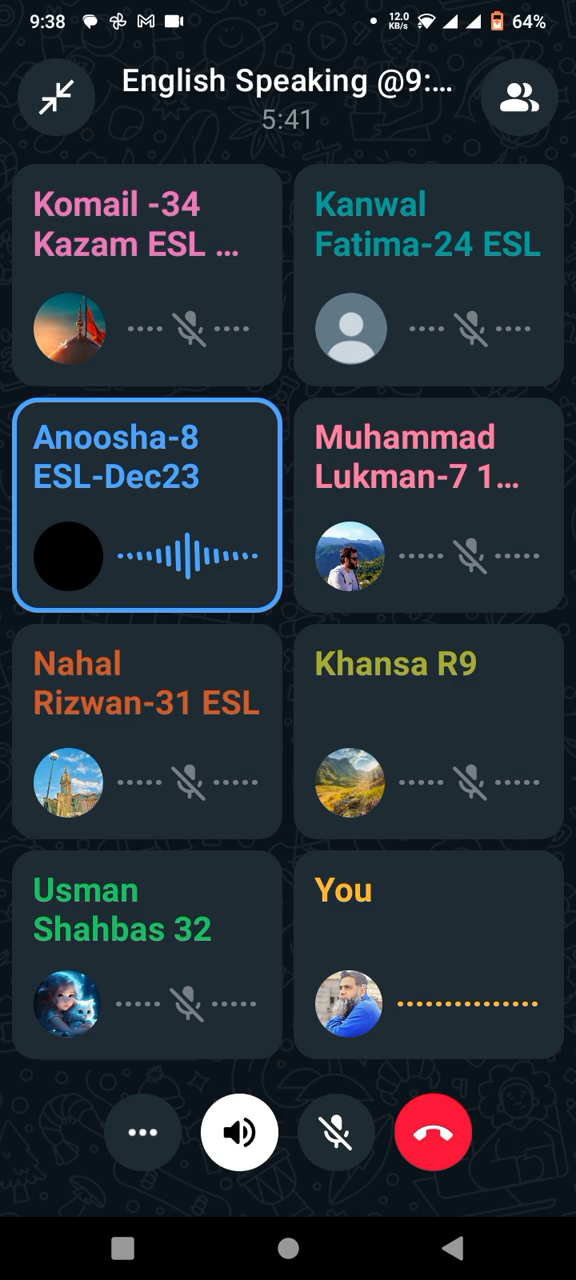 9:38
12.0
KB/s
64%
English Speaking @9:...
5:41
Komail -34
Kazam ESL ...
Kanwal
Fatima-24 ESL
Anoosha-8
ESL-Dec23
Muhammad
Lukman-7 1...
Nahal
Rizwan-31 ESL
Khansa R9
Usman
Shahbas 32
You